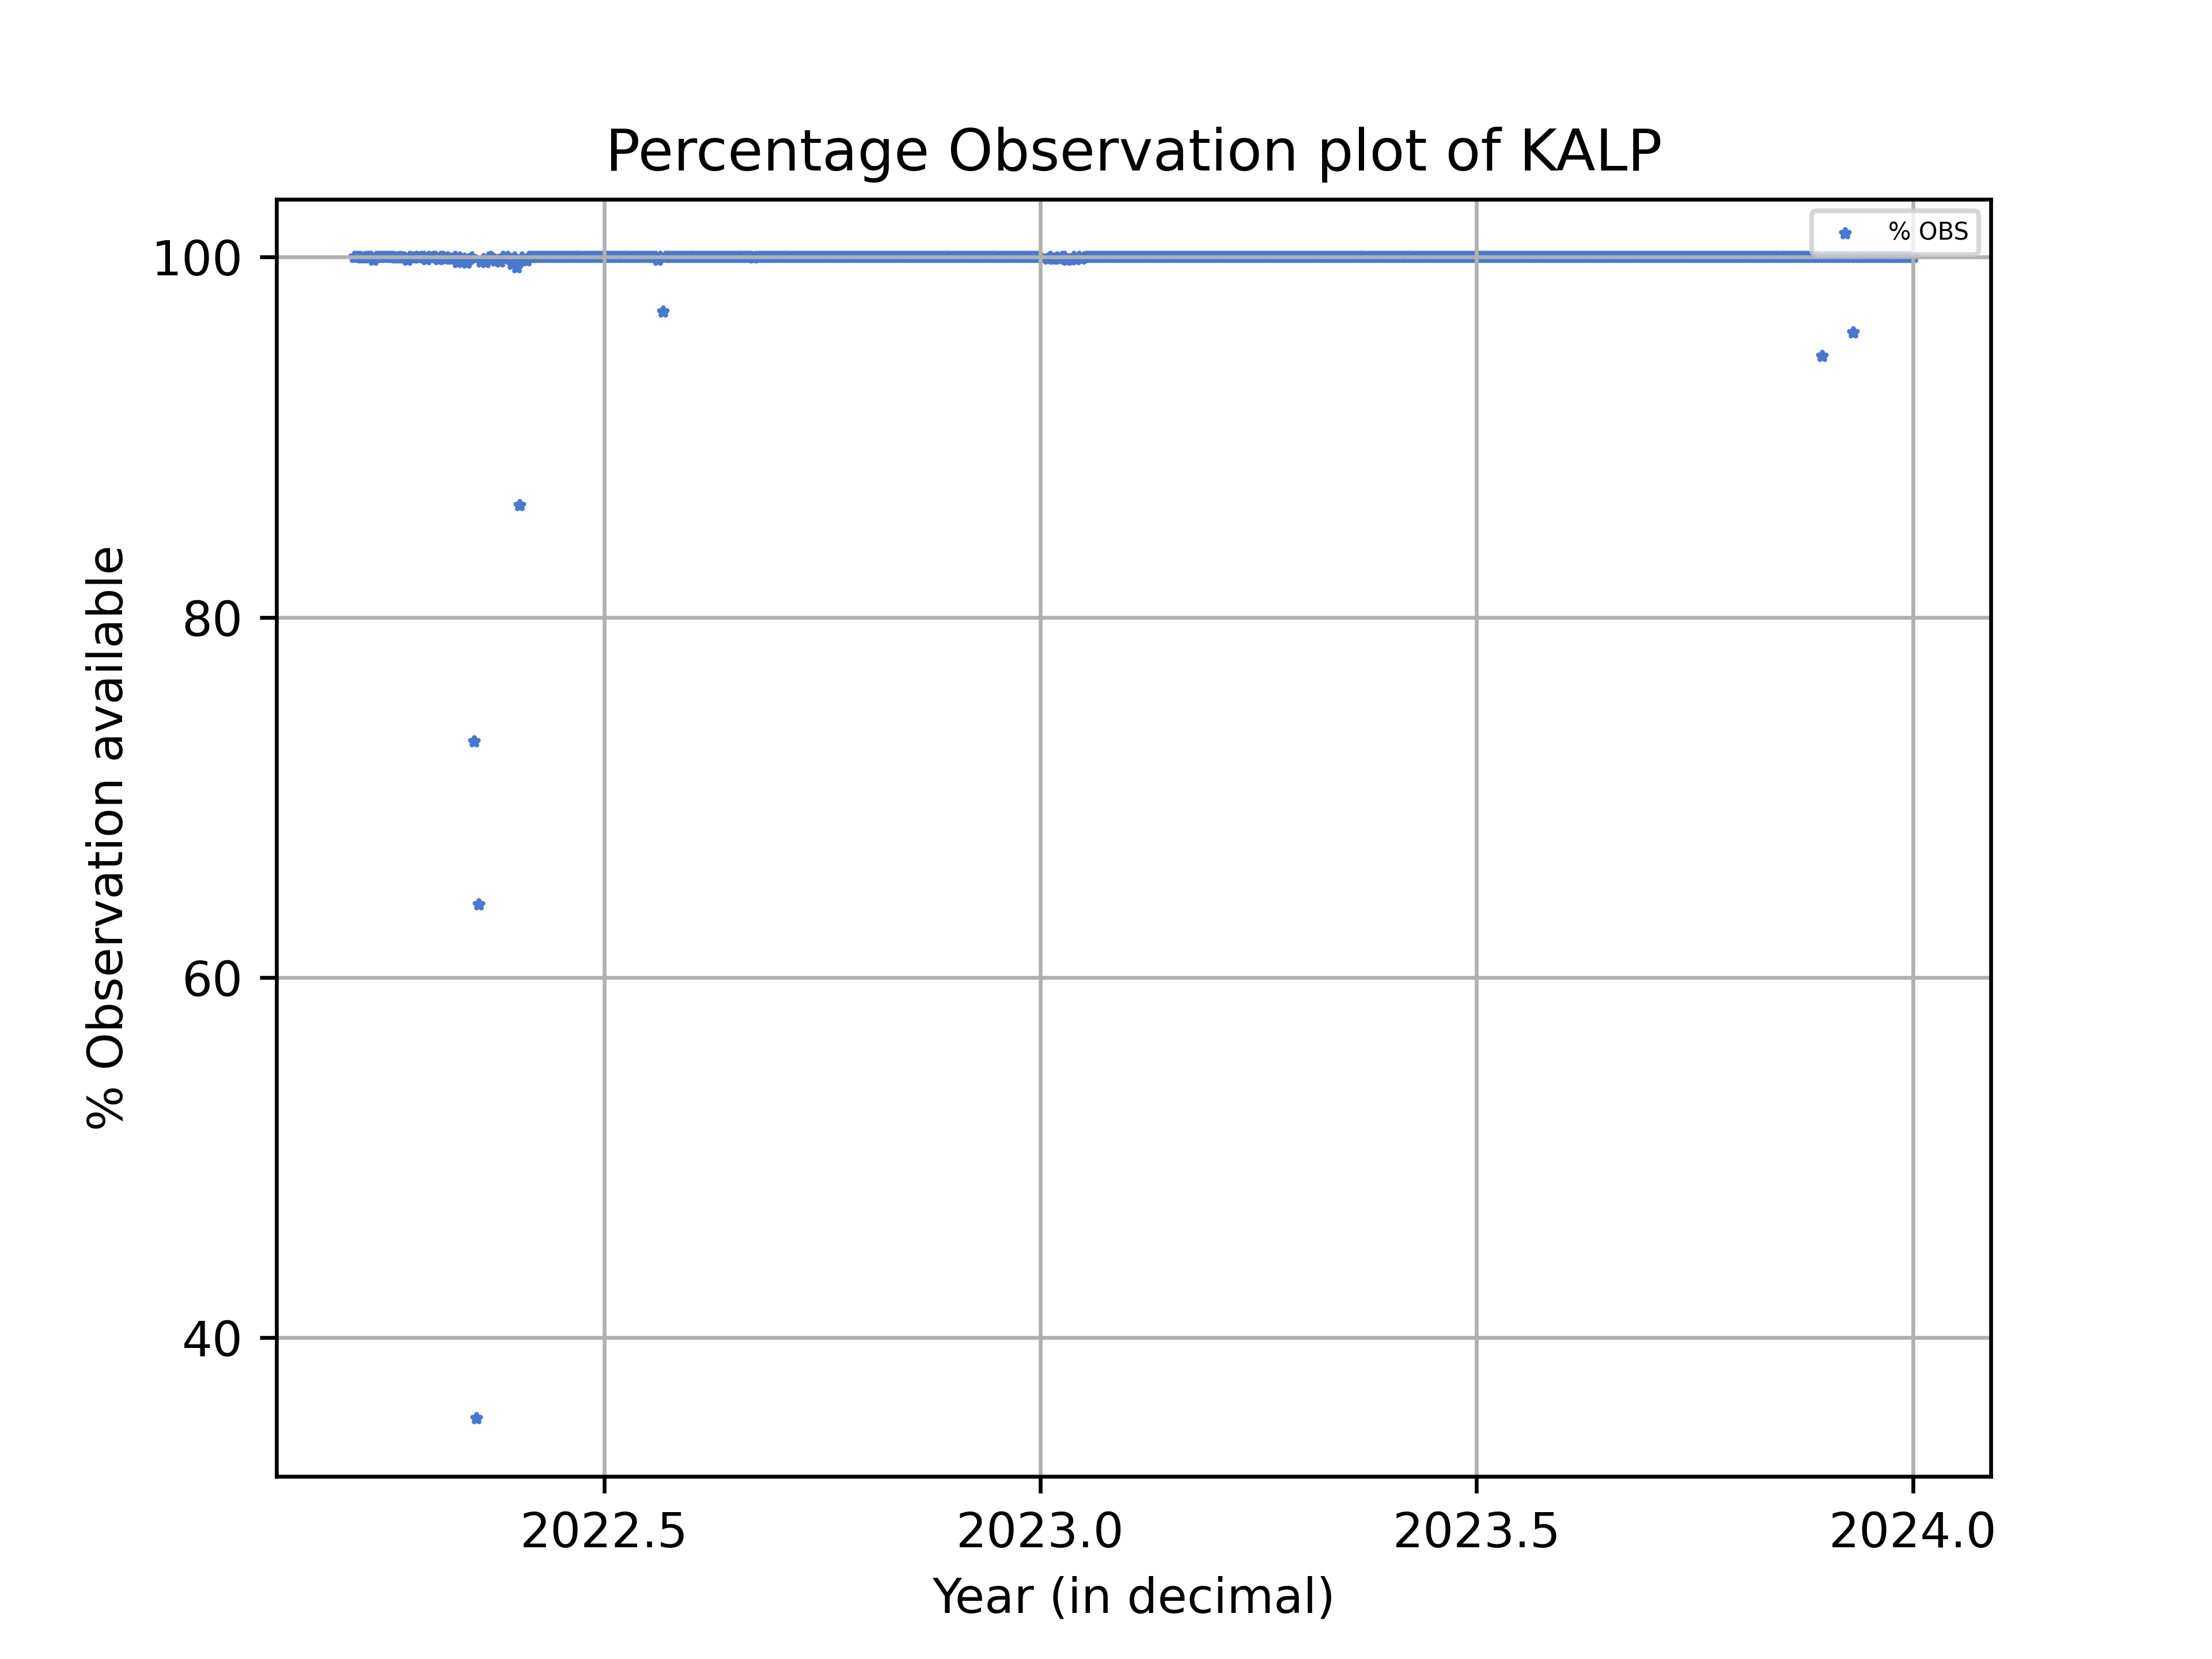 Percentage Observation plot of KALP
% OBS
100
80
60
40
% Observation available
2022.5 2023.0 2023.5 2024.0
Year (in decimal)